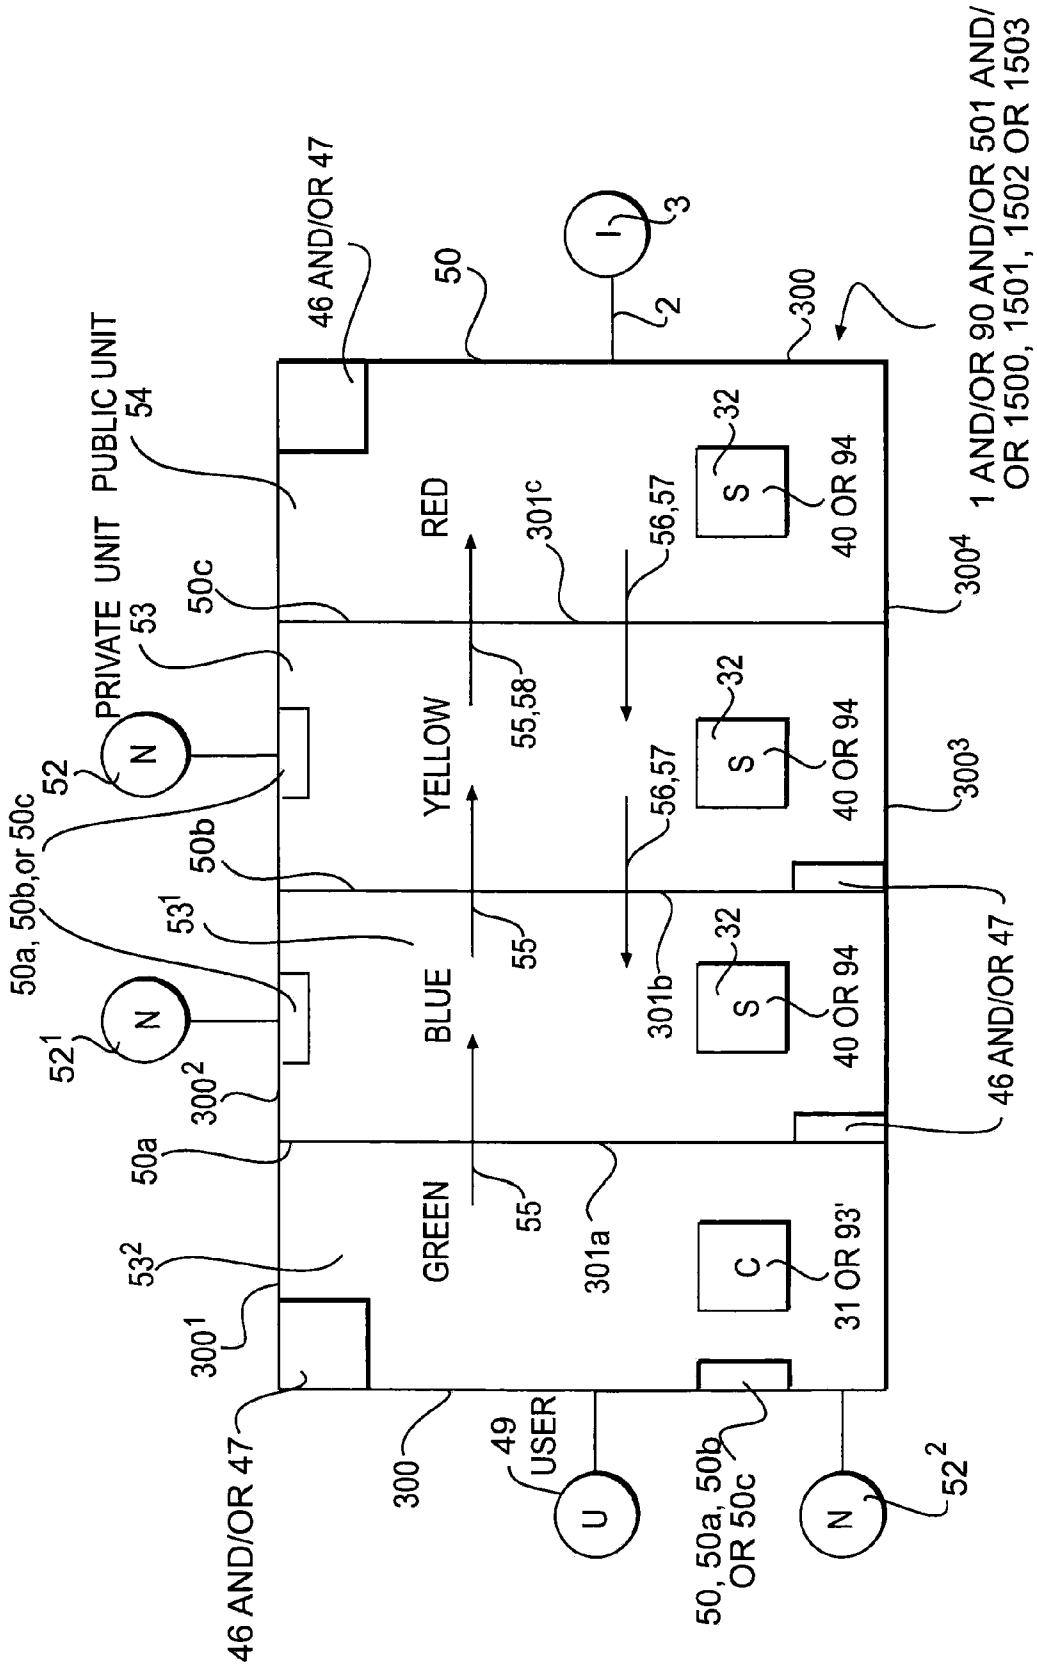 1 AND/OR 90 AND/OR 501 AND/
OR 1500, 1501, 1502 OR 1503
PRIVATE UNIT
53
PUBLIC UNIT
54
50a, 50b, or 50c
52¹
N
52
N
46 AND/OR 47
46 AND/OR 47
300¹
53²
50a
300²
53¹
50b
50c
50
GREEN
BLUE
YELLOW
RED
55
55
55,58
300
49
USER
U
I
3
2
301a
301b
301c
56,57
56,57
300
50, 50a, 50b
OR 50c
C
31 OR 93'
S
32
40 OR 94
S
32
40 OR 94
S
32
40 OR 94
N
52²
46 AND/OR 47
300³
300⁴